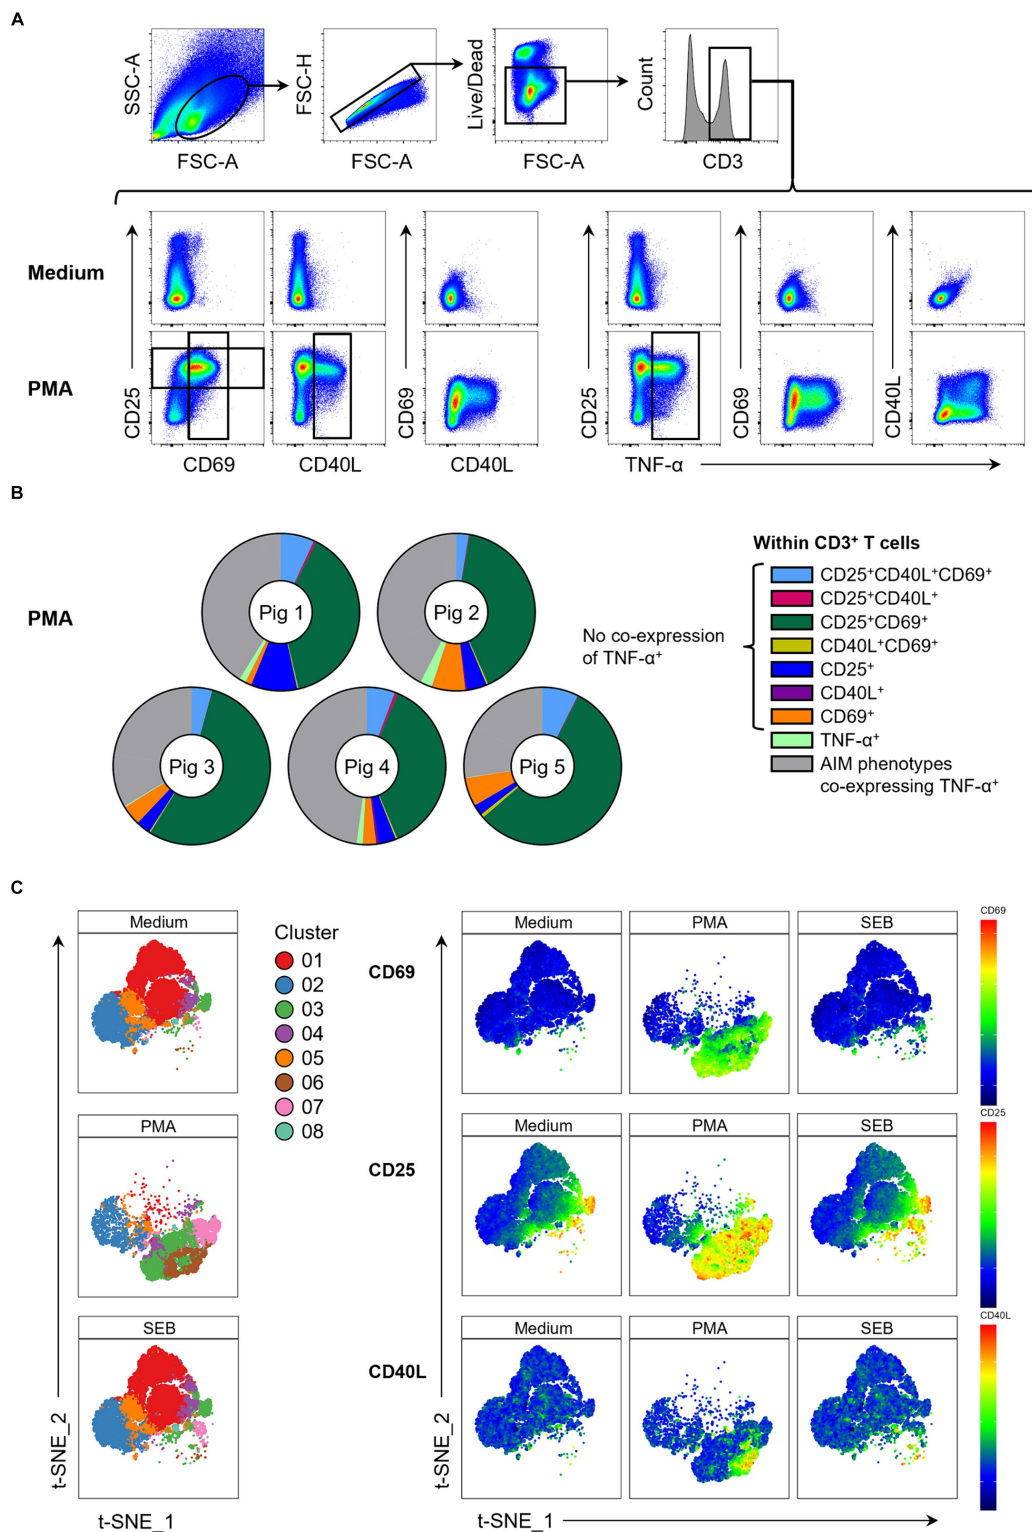 A
SSC-A
FSC-A
FSC-H
FSC-A
Live/Dead
FSC-A
Count
CD3
Medium
PMA
CD25
CD69
CD40L
CD69
CD40L
CD25
TNF-α
CD69
CD40L
B
PMA
Pig 1
Pig 2
Pig 3
Pig 4
Pig 5
No co-expression
of TNF-α⁺
Within CD3⁺ T cells
CD25⁺CD40L⁺CD69⁺
CD25⁺CD40L⁺
CD25⁺CD69⁺
CD40L⁺CD69⁺
CD25⁺
CD40L⁺
CD69⁺
TNF-α⁺
AIM phenotypes
co-expressing TNF-α⁺
C
Medium
PMA
SEB
t-SNE_2
t-SNE_1
Cluster
01
02
03
04
05
06
07
08
CD69
Medium
PMA
SEB
CD69
CD25
Medium
PMA
SEB
CD25
CD40L
Medium
PMA
SEB
CD40L
t-SNE_2
t-SNE_1